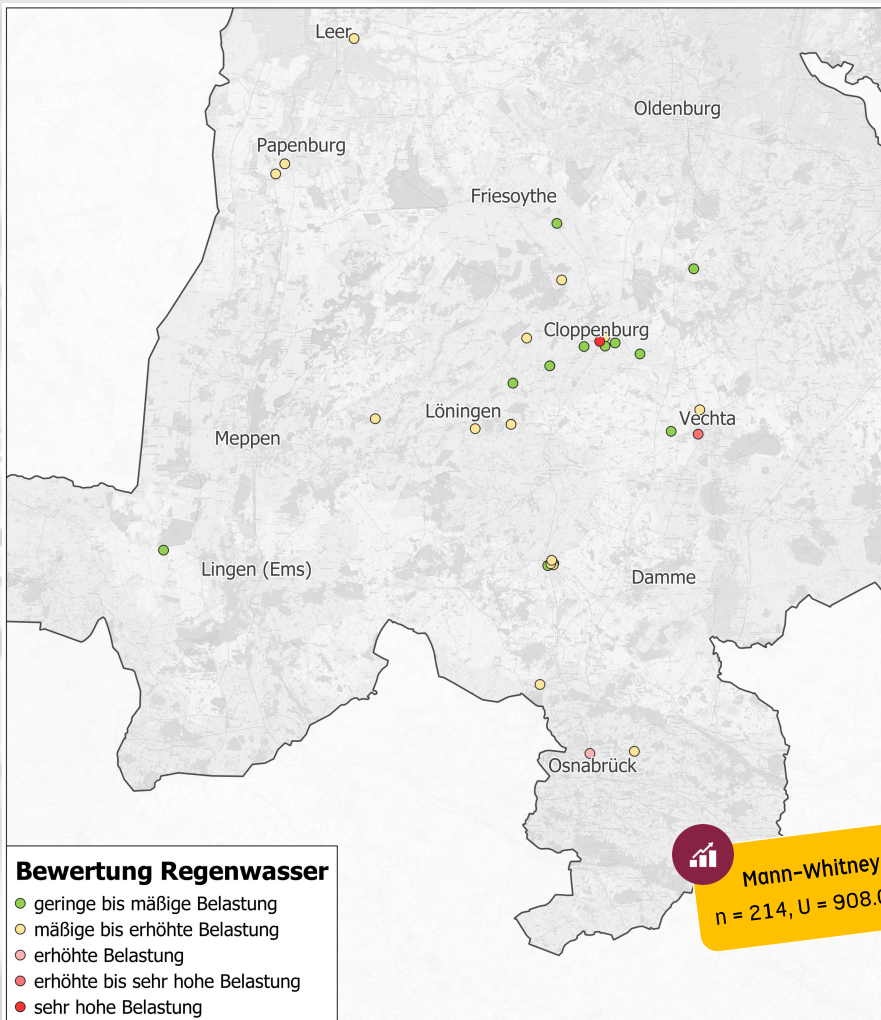 Leer
Oldenburg
Papenburg
Friesoythe
Cloppenburg
Löningen
Vechta
Meppen
Lingen (Ems)
Damme
Osnabrück
Bewertung Regenwasser
geringe bis mäßige Belastung
mäßige bis erhöhte Belastung
erhöhte Belastung
erhöhte bis sehr hohe Belastung
sehr hohe Belastung
Mann-Whitney
n = 214, U = 908.